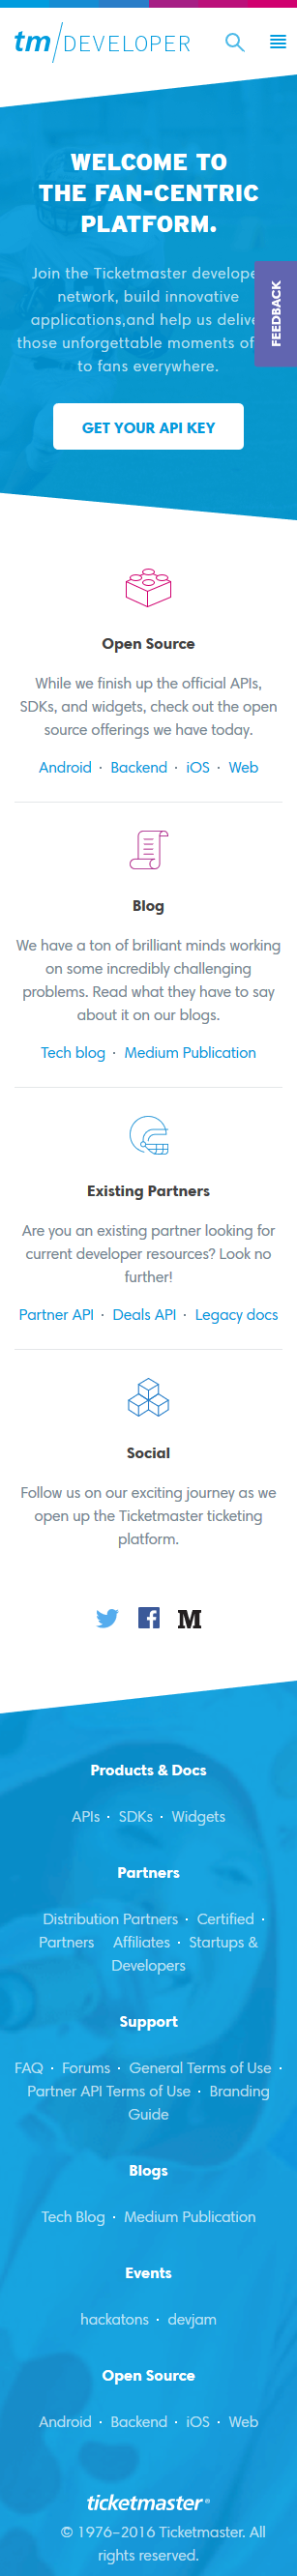 tm/DEVELOPER
WELCOME TO
THE FAN-CENTRIC
PLATFORM.
Join the Ticketmaster develope
network, build innovative
applications,and help us delive
those unforgettable moments of
to fans everywhere.
FEEDBACK
GET YOUR API KEY
Open Source
While we finish up the official APIs,
SDKs, and widgets, check out the open
source offerings we have today.
Android · Backend · iOS · Web
Blog
We have a ton of brilliant minds working
on some incredibly challenging
problems. Read what they have to say
about it on our blogs.
Tech blog · Medium Publication
Existing Partners
Are you an existing partner looking for
current developer resources? Look no
further!
Partner API · Deals API · Legacy docs
Social
Follow us on our exciting journey as we
open up the Ticketmaster ticketing
platform.
M
Products & Docs
APIs · SDKs · Widgets
Partners
Distribution Partners · Certified ·
Partners Affiliates · Startups &
Developers
Support
FAQ · Forums · General Terms of Use ·
Partner API Terms of Use · Branding
Guide
Blogs
Tech Blog · Medium Publication
Events
hackatons · devjam
Open Source
Android · Backend · iOS · Web
ticketmaster®
© 1976-2016 Ticketmaster. All
rights reserved.